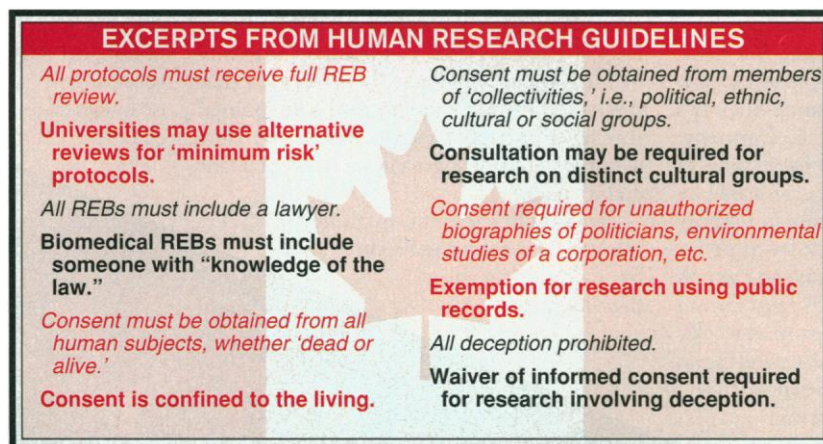 EXCERPTS FROM HUMAN RESEARCH GUIDELINES
All protocols must receive full REB
review.
Universities may use alternative
reviews for ‘minimum risk’
protocols.
All REBs must include a lawyer.
Biomedical REBs must include
someone with “knowledge of the
law.”
Consent must be obtained from all
human subjects, whether ‘dead or
alive.’
Consent is confined to the living.
Consent must be obtained from members
of ‘collectivities,’ i.e., political, ethnic,
cultural or social groups.
Consultation may be required for
research on distinct cultural groups.
Consent required for unauthorized
biographies of politicians, environmental
studies of a corporation, etc.
Exemption for research using public
records.
All deception prohibited.
Waiver of informed consent required
for research involving deception.